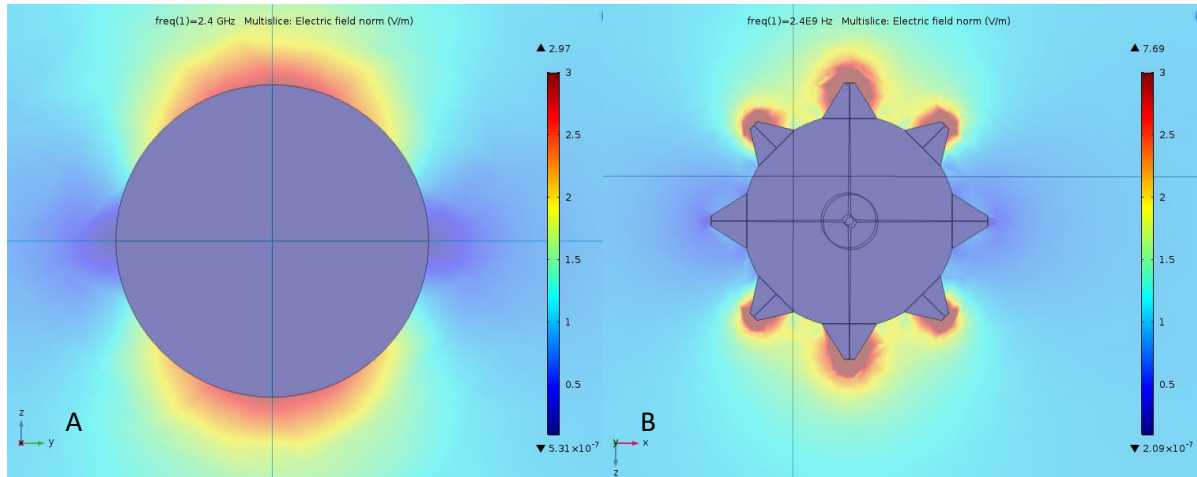 freq(1)=2.4 GHz   Multislice: Electric field norm (V/m)
▲ 2.97
3
2.5
2
1.5
1
0.5
▼ 5.31×10⁻⁷
z
y
x
A
freq(1)=2.4E9 Hz   Multislice: Electric field norm (V/m)
▲ 7.69
3
2.5
2
1.5
1
0.5
▼ 2.09×10⁻⁷
y
x
z
B